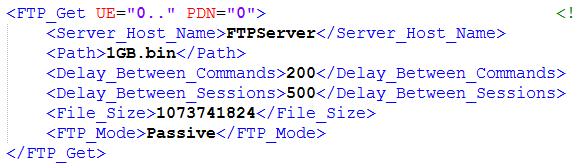 <FTP_Get UE="0.." PDN="0"> <!
<Server_Host_Name>FTPServer</Server_Host_Name>
<Path>1GB.bin</Path>
<Delay_Between_Commands>200</Delay_Between_Commands>
<Delay_Between_Sessions>500</Delay_Between_Sessions>
<File_Size>1073741824</File_Size>
<FTP_Mode>Passive</FTP_Mode>
</FTP_Get>